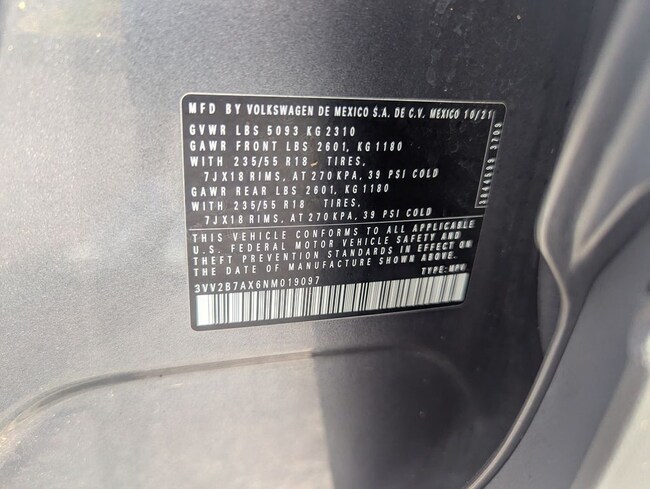 MFD BY VOLKSWAGEN DE MEXICO S.A. DE C.V. MEXICO 10/21
GVWR LBS 5093 KG 2310
GAWR FRONT LBS 2601, KG 1180
WITH 235/55 R18 TIRES,
7JX18 RIMS, AT 270 KPA, 39 PSI COLD
GAWR REAR LBS 2601, KG 1180
WITH 235/55 R18 TIRES,
7JX18 RIMS, AT 270 KPA, 39 PSI COLD
THIS VEHICLE CONFORMS TO ALL APPLICABLE
U.S. FEDERAL MOTOR VEHICLE SAFETY AND
THEFT PREVENTION STANDARDS IN EFFECT ON
THE DATE OF MANUFACTURE SHOWN ABOVE
3VV2B7AX6NM019097 TYPE: MPV